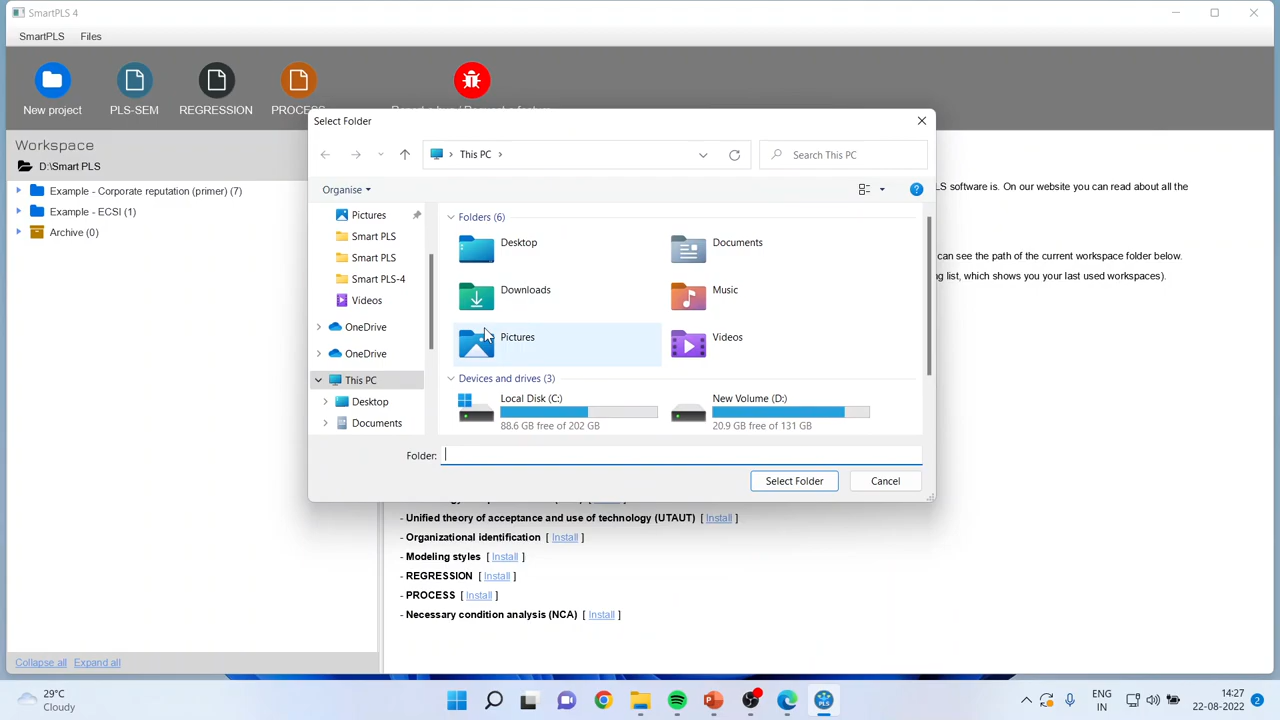 SmartPLS 4
SmartPLS Files
New project PLS-SEM REGRESSION PROCESS
Select Folder
Workspace
D:\Smart PLS
Example - Corporate reputation (primer) (7)
Example - ECSI (1)
Archive (0)
This PC
Search This PC
Organise
Pictures
Smart PLS
Smart PLS
Smart PLS-4
Videos
OneDrive
OneDrive
This PC
Desktop
Documents
Folders (6)
Desktop Documents
Downloads Music
Pictures Videos
Devices and drives (3)
Local Disk (C:) New Volume (D:)
88.6 GB free of 202 GB 20.9 GB free of 131 GB
Folder:
Select Folder Cancel
LS software is. On our website you can read about all the
can see the path of the current workspace folder below.
ng list, which shows you your last used workspaces).
- Unified theory of acceptance and use of technology (UTAUT) [ Install ]
- Organizational identification [ Install ]
- Modeling styles [ Install ]
- REGRESSION [ Install ]
- PROCESS [ Install ]
- Necessary condition analysis (NCA) [ Install ]
Collapse all Expand all
29°C
Cloudy
PLS
ENG
IN
14:27
22-08-2022
2